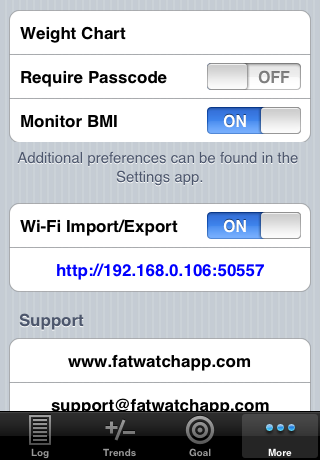 Weight Chart
Require Passcode OFF
Monitor BMI ON
Additional preferences can be found in the
Settings app.
Wi-Fi Import/Export ON
http://192.168.0.106:50557
Support
www.fatwatchapp.com
support@fatwatchapp.com
Log +/− Trends Goal More